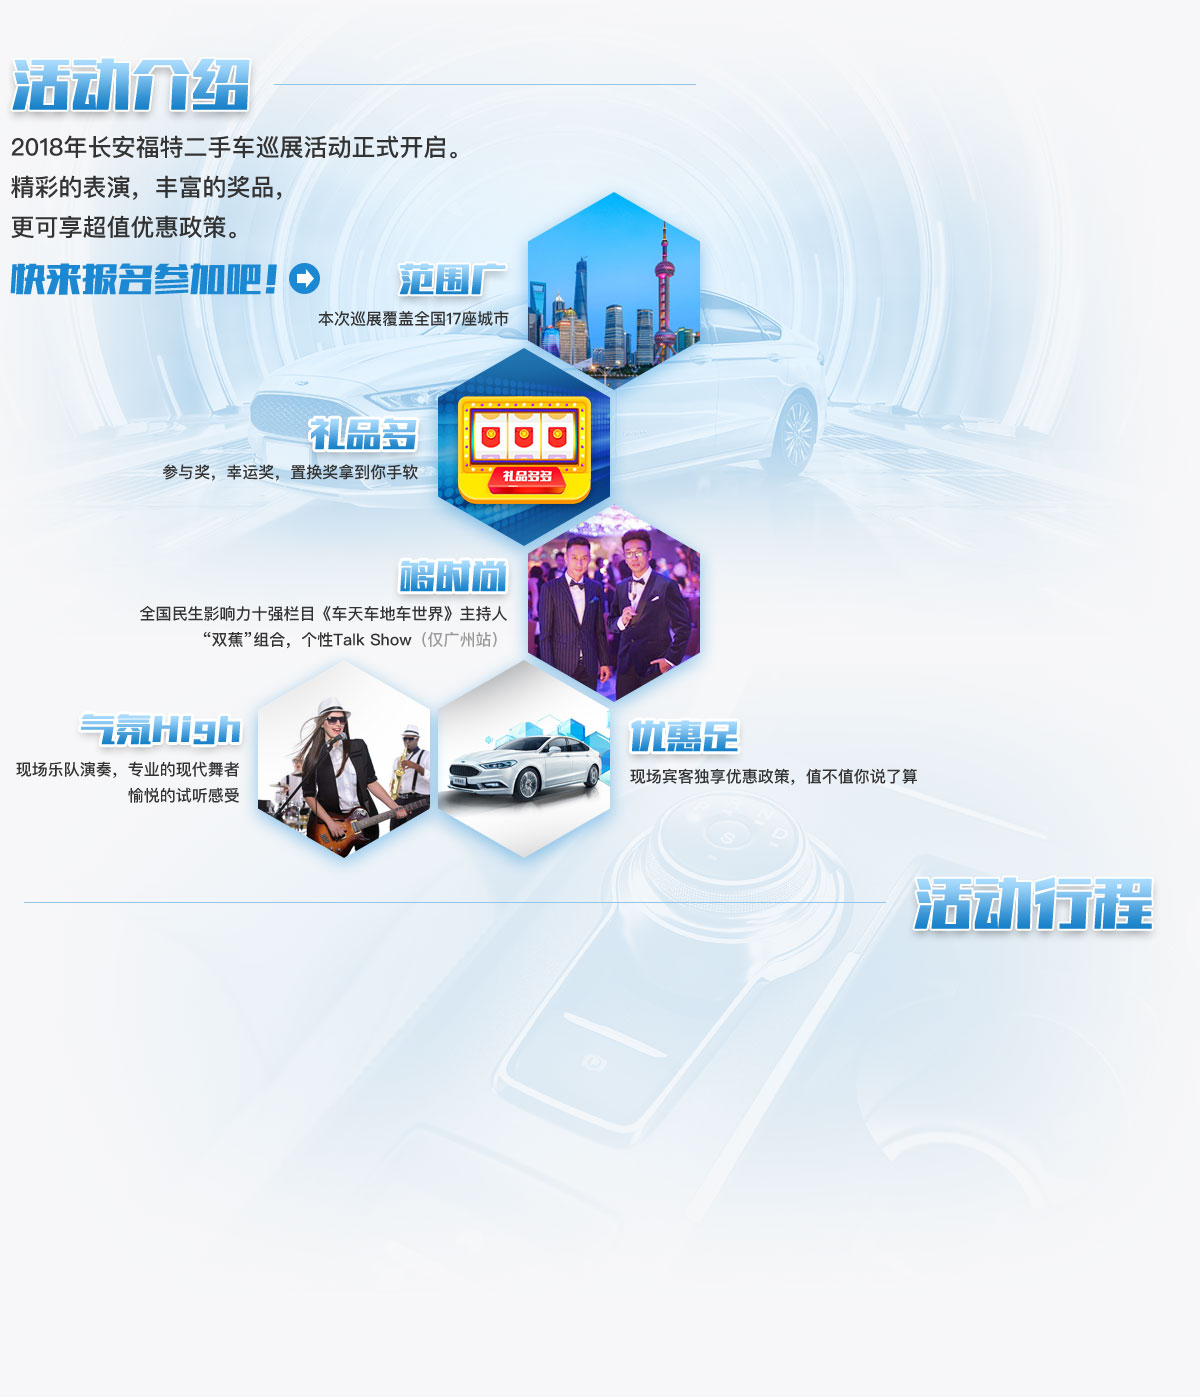 活动介绍
2018年长安福特二手车巡展活动正式开启。
精彩的表演，丰富的奖品，
更可享超值优惠政策。
快来报名参加吧！
范围广
本次巡展覆盖全国17座城市
礼品多
参与奖，幸运奖，置换奖拿到你手软
礼品多多
够时尚
全国民生影响力十强栏目《车天车地车世界》主持人
“双蕉”组合，个性Talk Show（仅广州站）
气氛High
现场乐队演奏，专业的现代舞者
愉悦的试听感受
优惠足
现场宾客独享优惠政策，值不值你说了算
N
D
S
P
活动行程